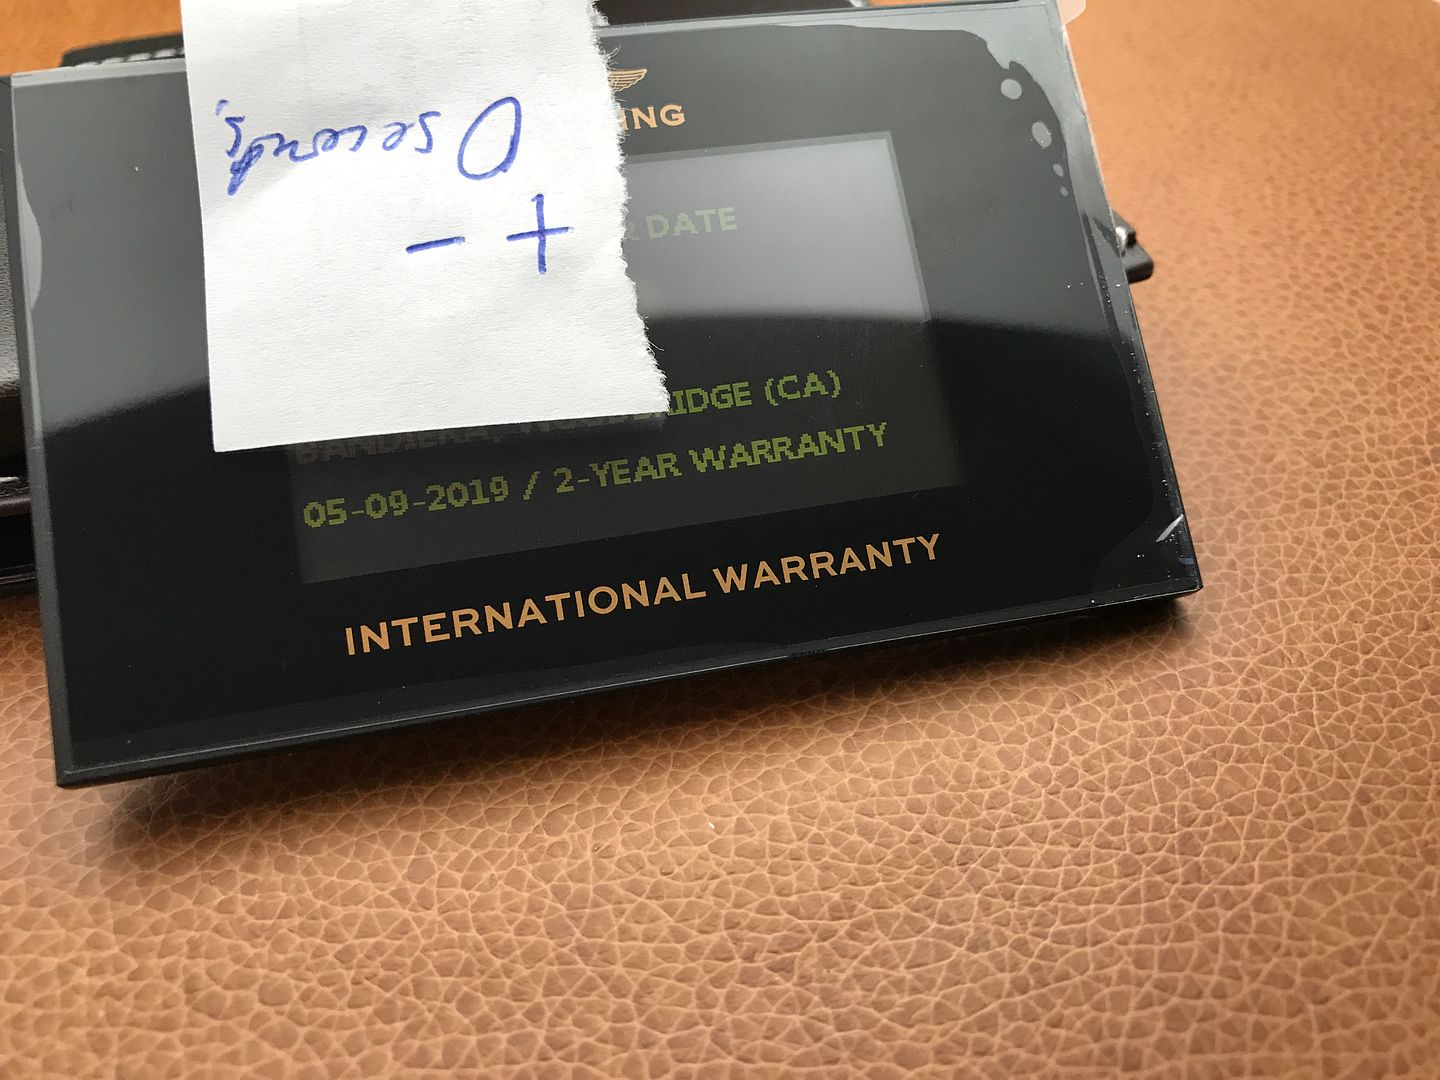 0 seconds,
+ -
DATE
(CA)
05-09-2019 / 2-YEAR WARRANTY
INTERNATIONAL WARRANTY